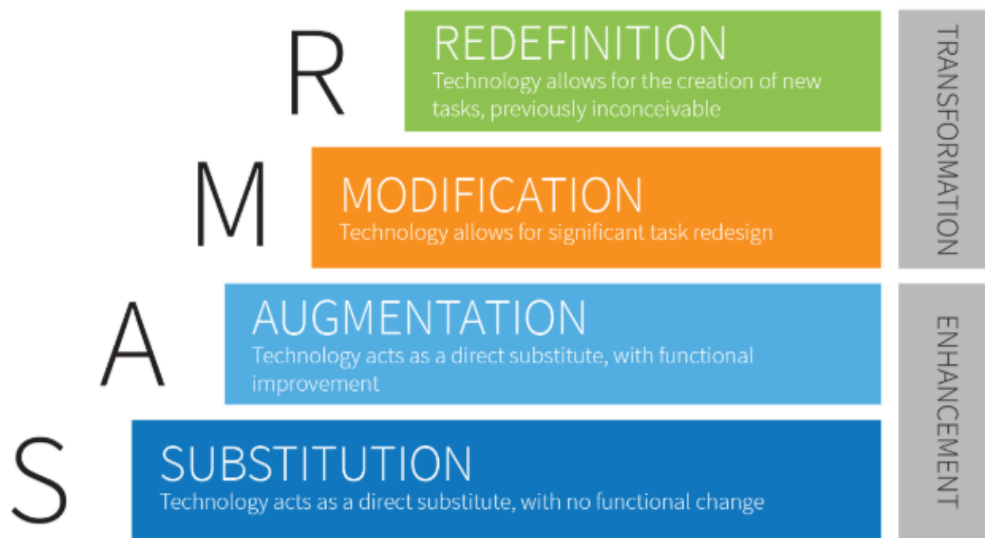 R
REDEFINITION
Technology allows for the creation of new
tasks, previously inconceivable
M
MODIFICATION
Technology allows for significant task redesign
TRANSFORMATION
A
AUGMENTATION
Technology acts as a direct substitute, with functional
improvement
S
SUBSTITUTION
Technology acts as a direct substitute, with no functional change
ENHANCEMENT